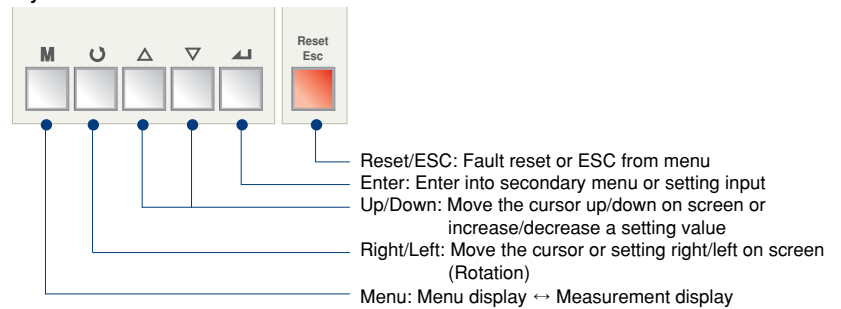 M
Reset
Esc
Reset/ESC: Fault reset or ESC from menu
Enter: Enter into secondary menu or setting input
Up/Down: Move the cursor up/down on screen or
increase/decrease a setting value
Right/Left: Move the cursor or setting right/left on screen
(Rotation)
Menu: Menu display ↔ Measurement display